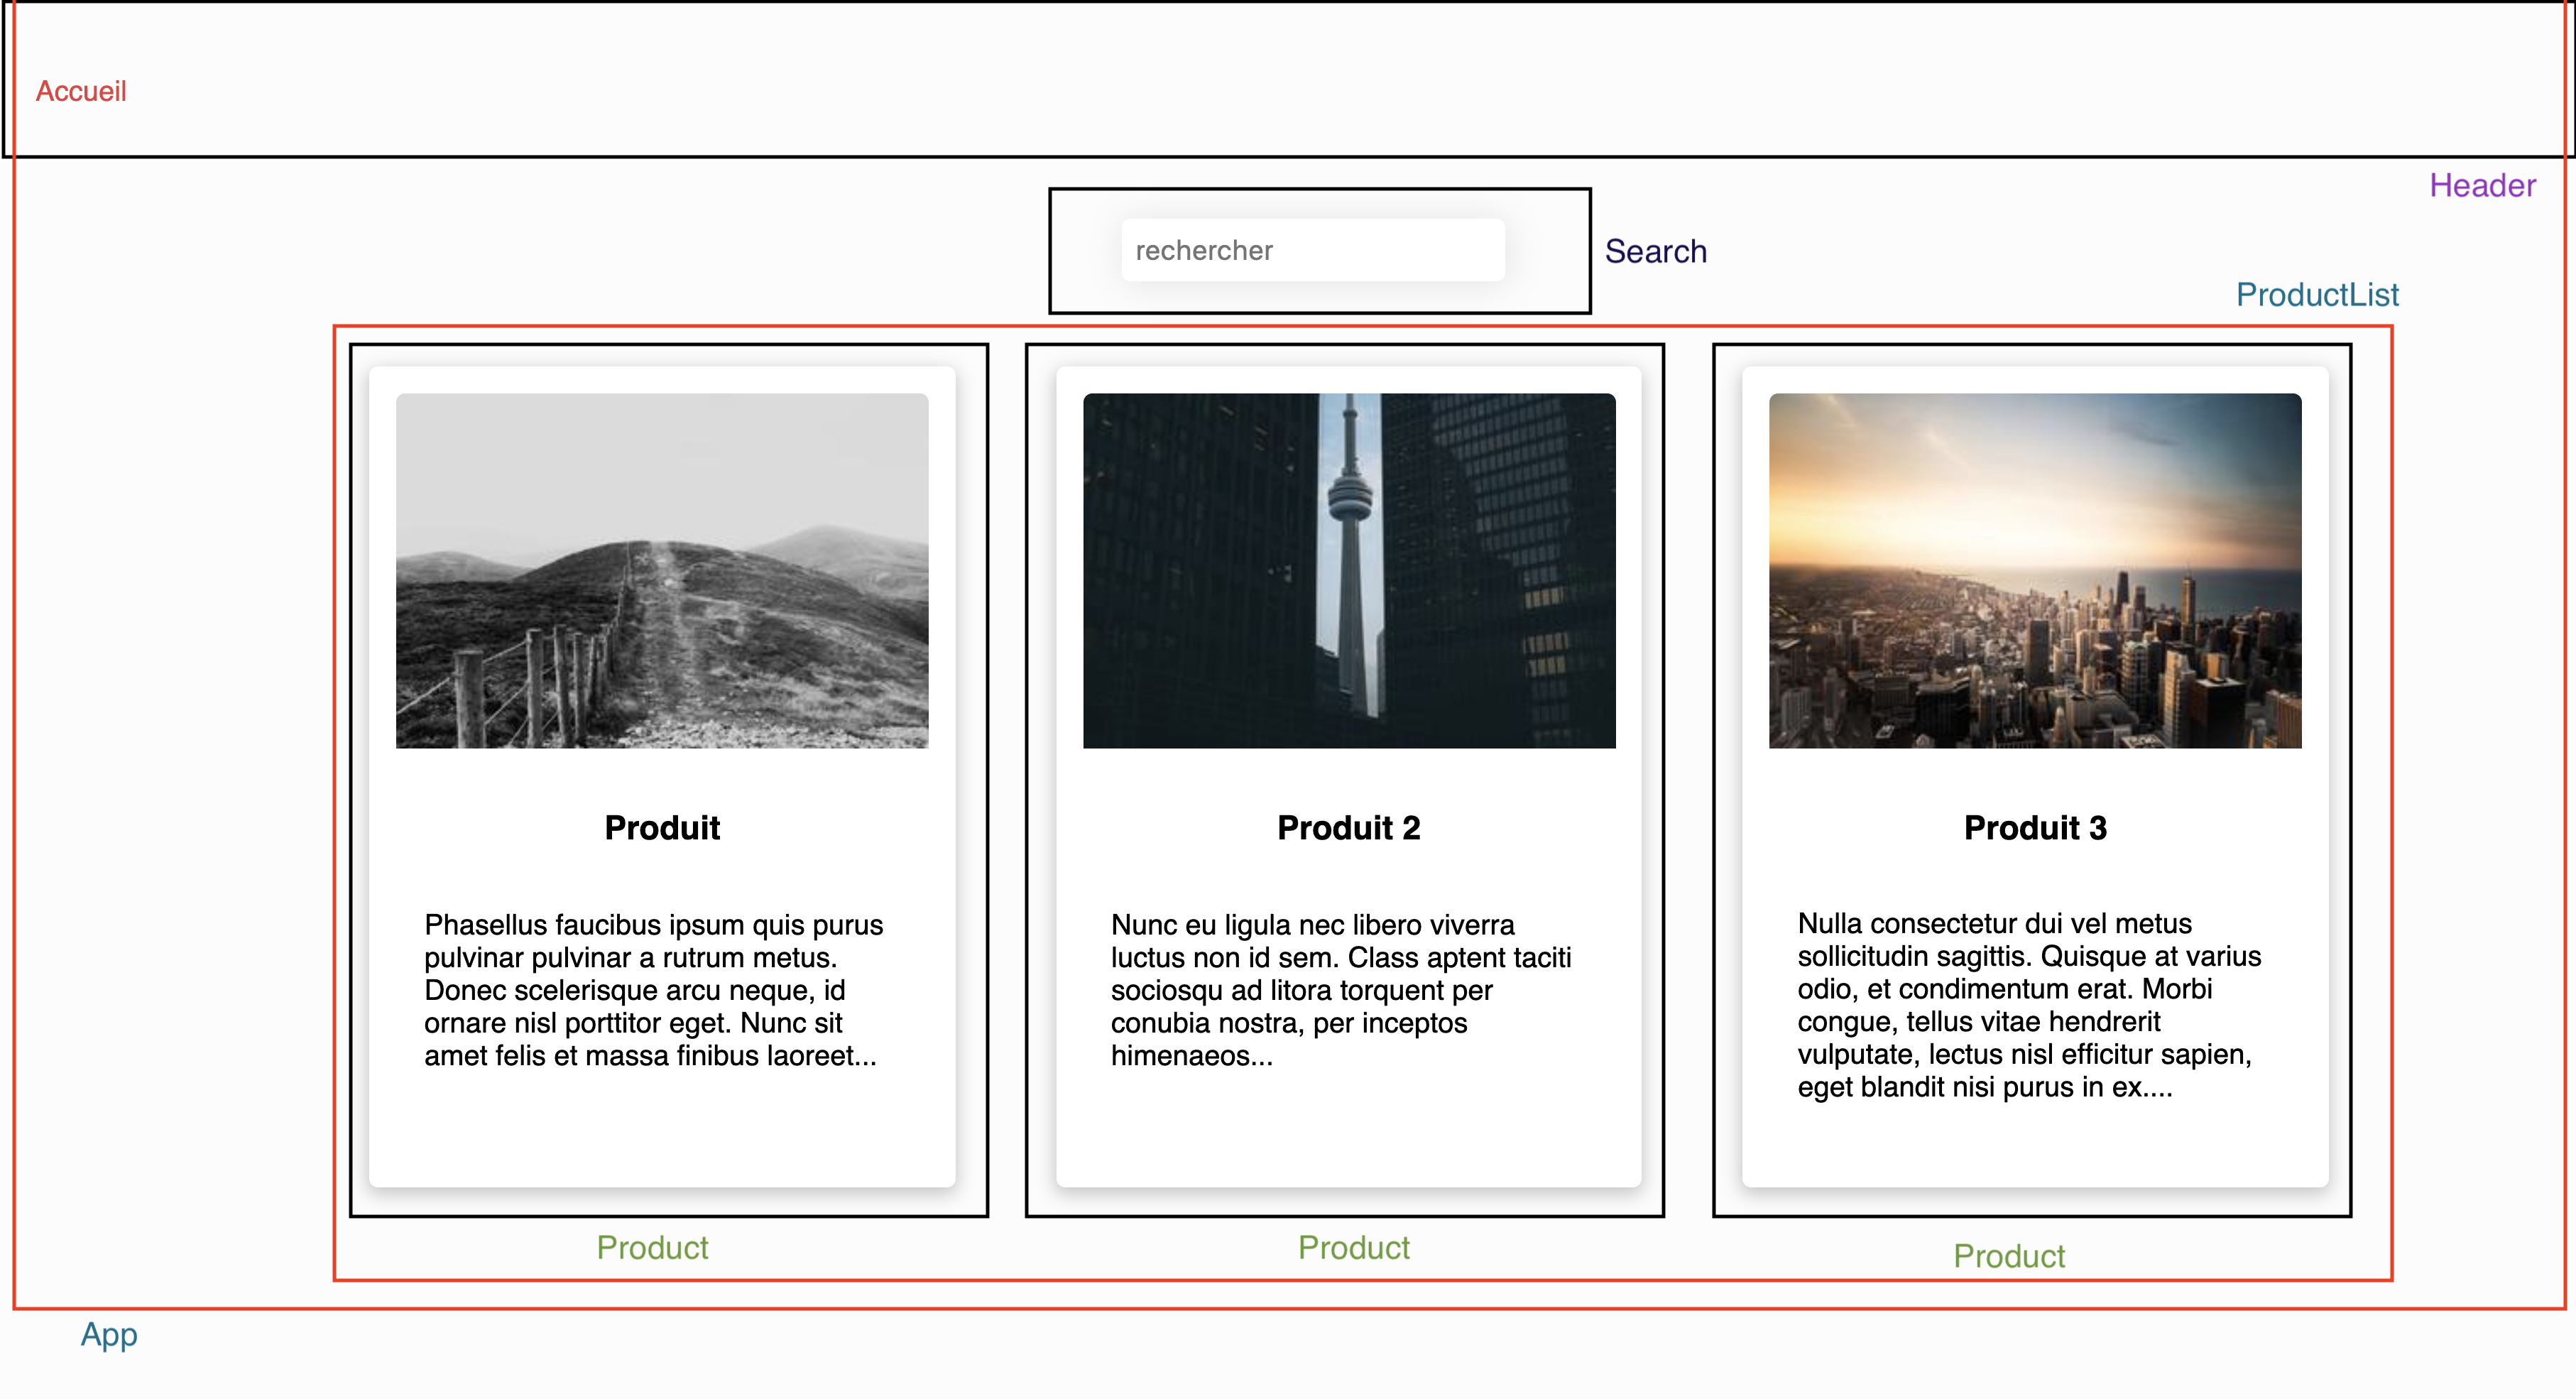 Accueil
Header
rechercher
Search
ProductList
Produit
Phasellus faucibus ipsum quis purus
pulvinar pulvinar a rutrum metus.
Donec scelerisque arcu neque, id
ornare nisl porttitor eget. Nunc sit
amet felis et massa finibus laoreet...
Product
Produit 2
Nunc eu ligula nec libero viverra
luctus non id sem. Class aptent taciti
sociosqu ad litora torquent per
conubia nostra, per inceptos
himenaeos...
Product
Produit 3
Nulla consectetur dui vel metus
sollicitudin sagittis. Quisque at varius
odio, et condimentum erat. Morbi
congue, tellus vitae hendrerit
vulputate, lectus nisl efficitur sapien,
eget blandit nisi purus in ex....
Product
App